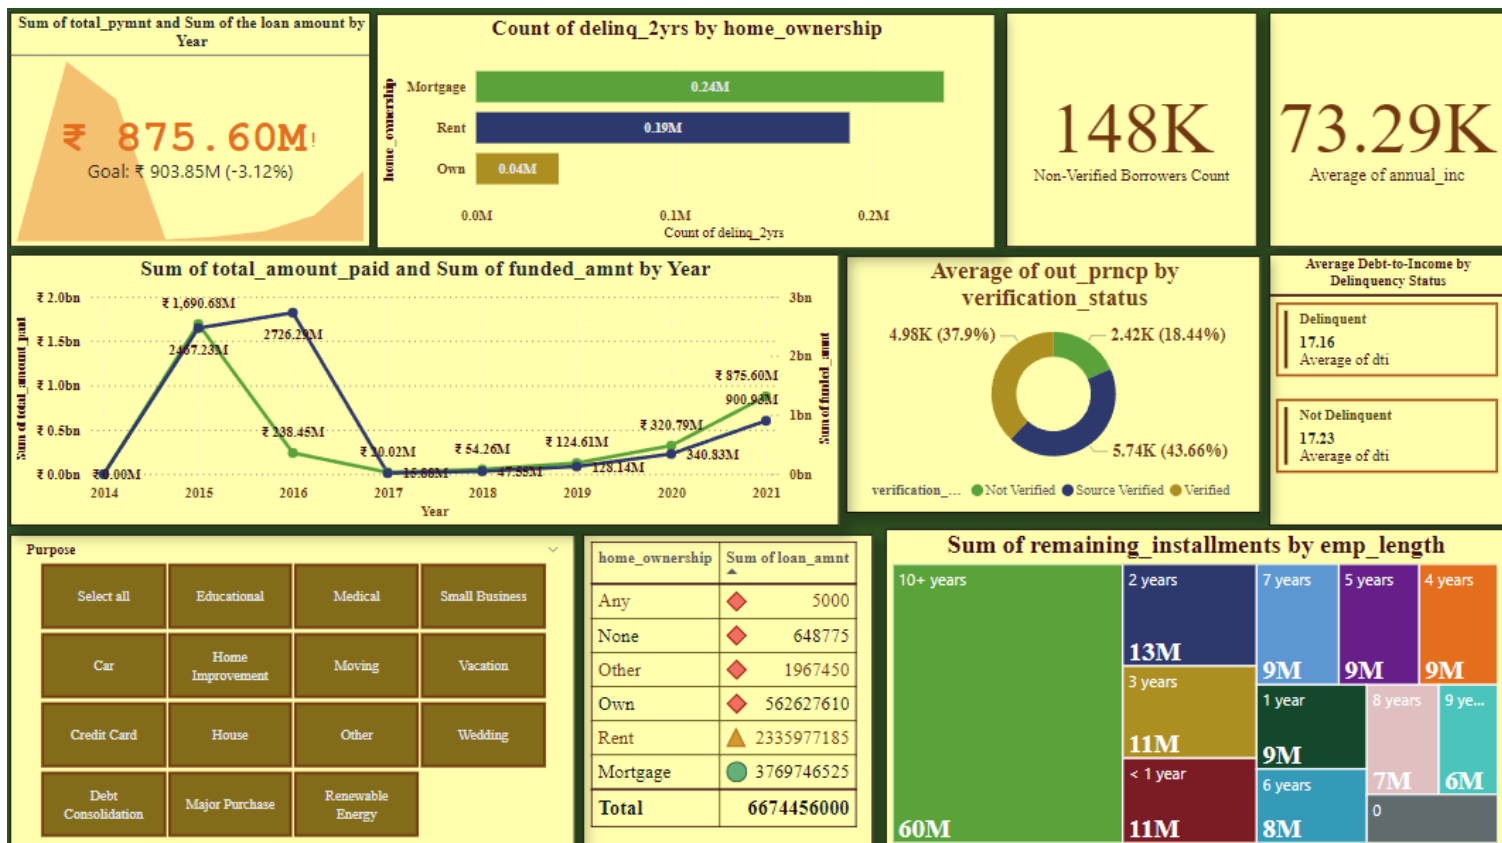 Sum of total_pymnt and Sum of the loan amount by
Year
₹ 875.60M!
Goal: ₹ 903.85M (-3.12%)
Count of delinq_2yrs by home_ownership
home_ownership
Mortgage
0.24M
Rent
0.19M
Own
0.04M
0.0M
0.1M
0.2M
Count of delinq_2yrs
148K
Non-Verified Borrowers Count
73.29K
Average of annual_inc
Sum of total_amount_paid and Sum of funded_amnt by Year
Sum of total_amount_paid
₹ 2.0bn
₹ 1.5bn
₹ 1.0bn
₹ 0.5bn
₹ 0.0bn
₹ 1,690.68M
2467.23M
2726.29M
₹ 238.45M
₹ 20.02M
₹ 54.26M
47.55M
₹ 124.61M
128.14M
₹ 320.79M
340.83M
₹ 875.60M
900.93M
3bn
2bn
1bn
0bn
Sum of funded_amnt
2014
2015
2016
2017
2018
2019
2020
2021
Year
Average of out_prncp by
verification_status
4.98K (37.9%)
2.42K (18.44%)
5.74K (43.66%)
verification_...
Not Verified
Source Verified
Verified
Average Debt-to-Income by
Delinquency Status
Delinquent
17.16
Average of dti
Not Delinquent
17.23
Average of dti
Purpose
Select all
Educational
Medical
Small Business
Car
Home
Improvement
Moving
Vacation
Credit Card
House
Other
Wedding
Debt
Consolidation
Major Purchase
Renewable
Energy
home_ownership Sum of loan_amnt
Any 5000
None 648775
Other 1967450
Own 562627610
Rent 2335977185
Mortgage 3769746525
Total 6674456000
Sum of remaining_installments by emp_length
10+ years
60M
2 years
13M
3 years
11M
< 1 year
11M
7 years
9M
5 years
9M
4 years
9M
1 year
9M
6 years
8M
8 years
7M
9 ye...
6M
0